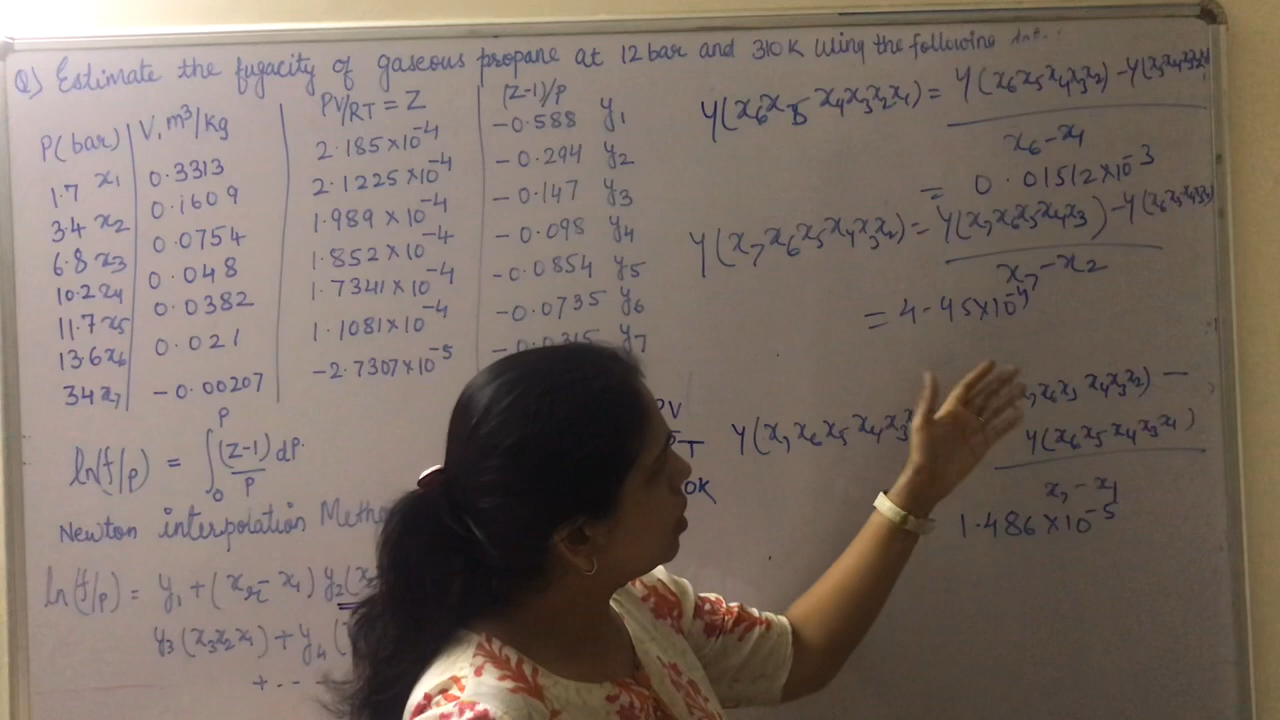 Q) Estimate the fugacity of gaseous propane at 12 bar and 310 K using the following
P(bar) V, m³/kg PV/RT = Z (Z-1)/P
1.7 x₁ 0.3313 2.185×10⁻⁴ -0.588 y₁
3.4 x₂ 0.1609 2.1225×10⁻⁴ -0.294 y₂
6.8 x₃ 0.0754 1.989×10⁻⁴ -0.147 y₃
10.2 x₄ 0.048 1.852×10⁻⁴ -0.098 y₄
11.7 x₅ 0.0382 1.7341×10⁻⁴ -0.0854 y₅
13.6 x₆ 0.021 1.1081×10⁻⁴ -0.0735 y₆
34 x₇ -0.00207 -2.7307×10⁻⁵ -0.0315 y₇
ln(f/p) = ∫₀ᴾ (Z-1)/P dP.
Newton interpolation Metho
ln(f/p) = y₁ + (x₂ - x₁) y₂(x₂
y₃(x₃x₂x₁) + y₄(
+ . - -
PV
T
0K
y(x₆x₅x₄x₃x₂x₁) = y(x₆x₅x₄x₃x₂) - y(x₅x₄x₃x₂x₁)
x₆-x₁
= 0.01512×10⁻³
y(x₇x₆x₅x₄x₃x₂) = y(x₇x₆x₅x₄x₃) - y(x₆x₅x₄x₃x₂)
x₇-x₂
= 4.45×10⁻⁴
y(x₇x₆x₅x₄x₃ x₆x₅x₄x₃x₂) -
y(x₆x₅x₄x₃x₁)
x₇-x₁
1.486×10⁻⁵